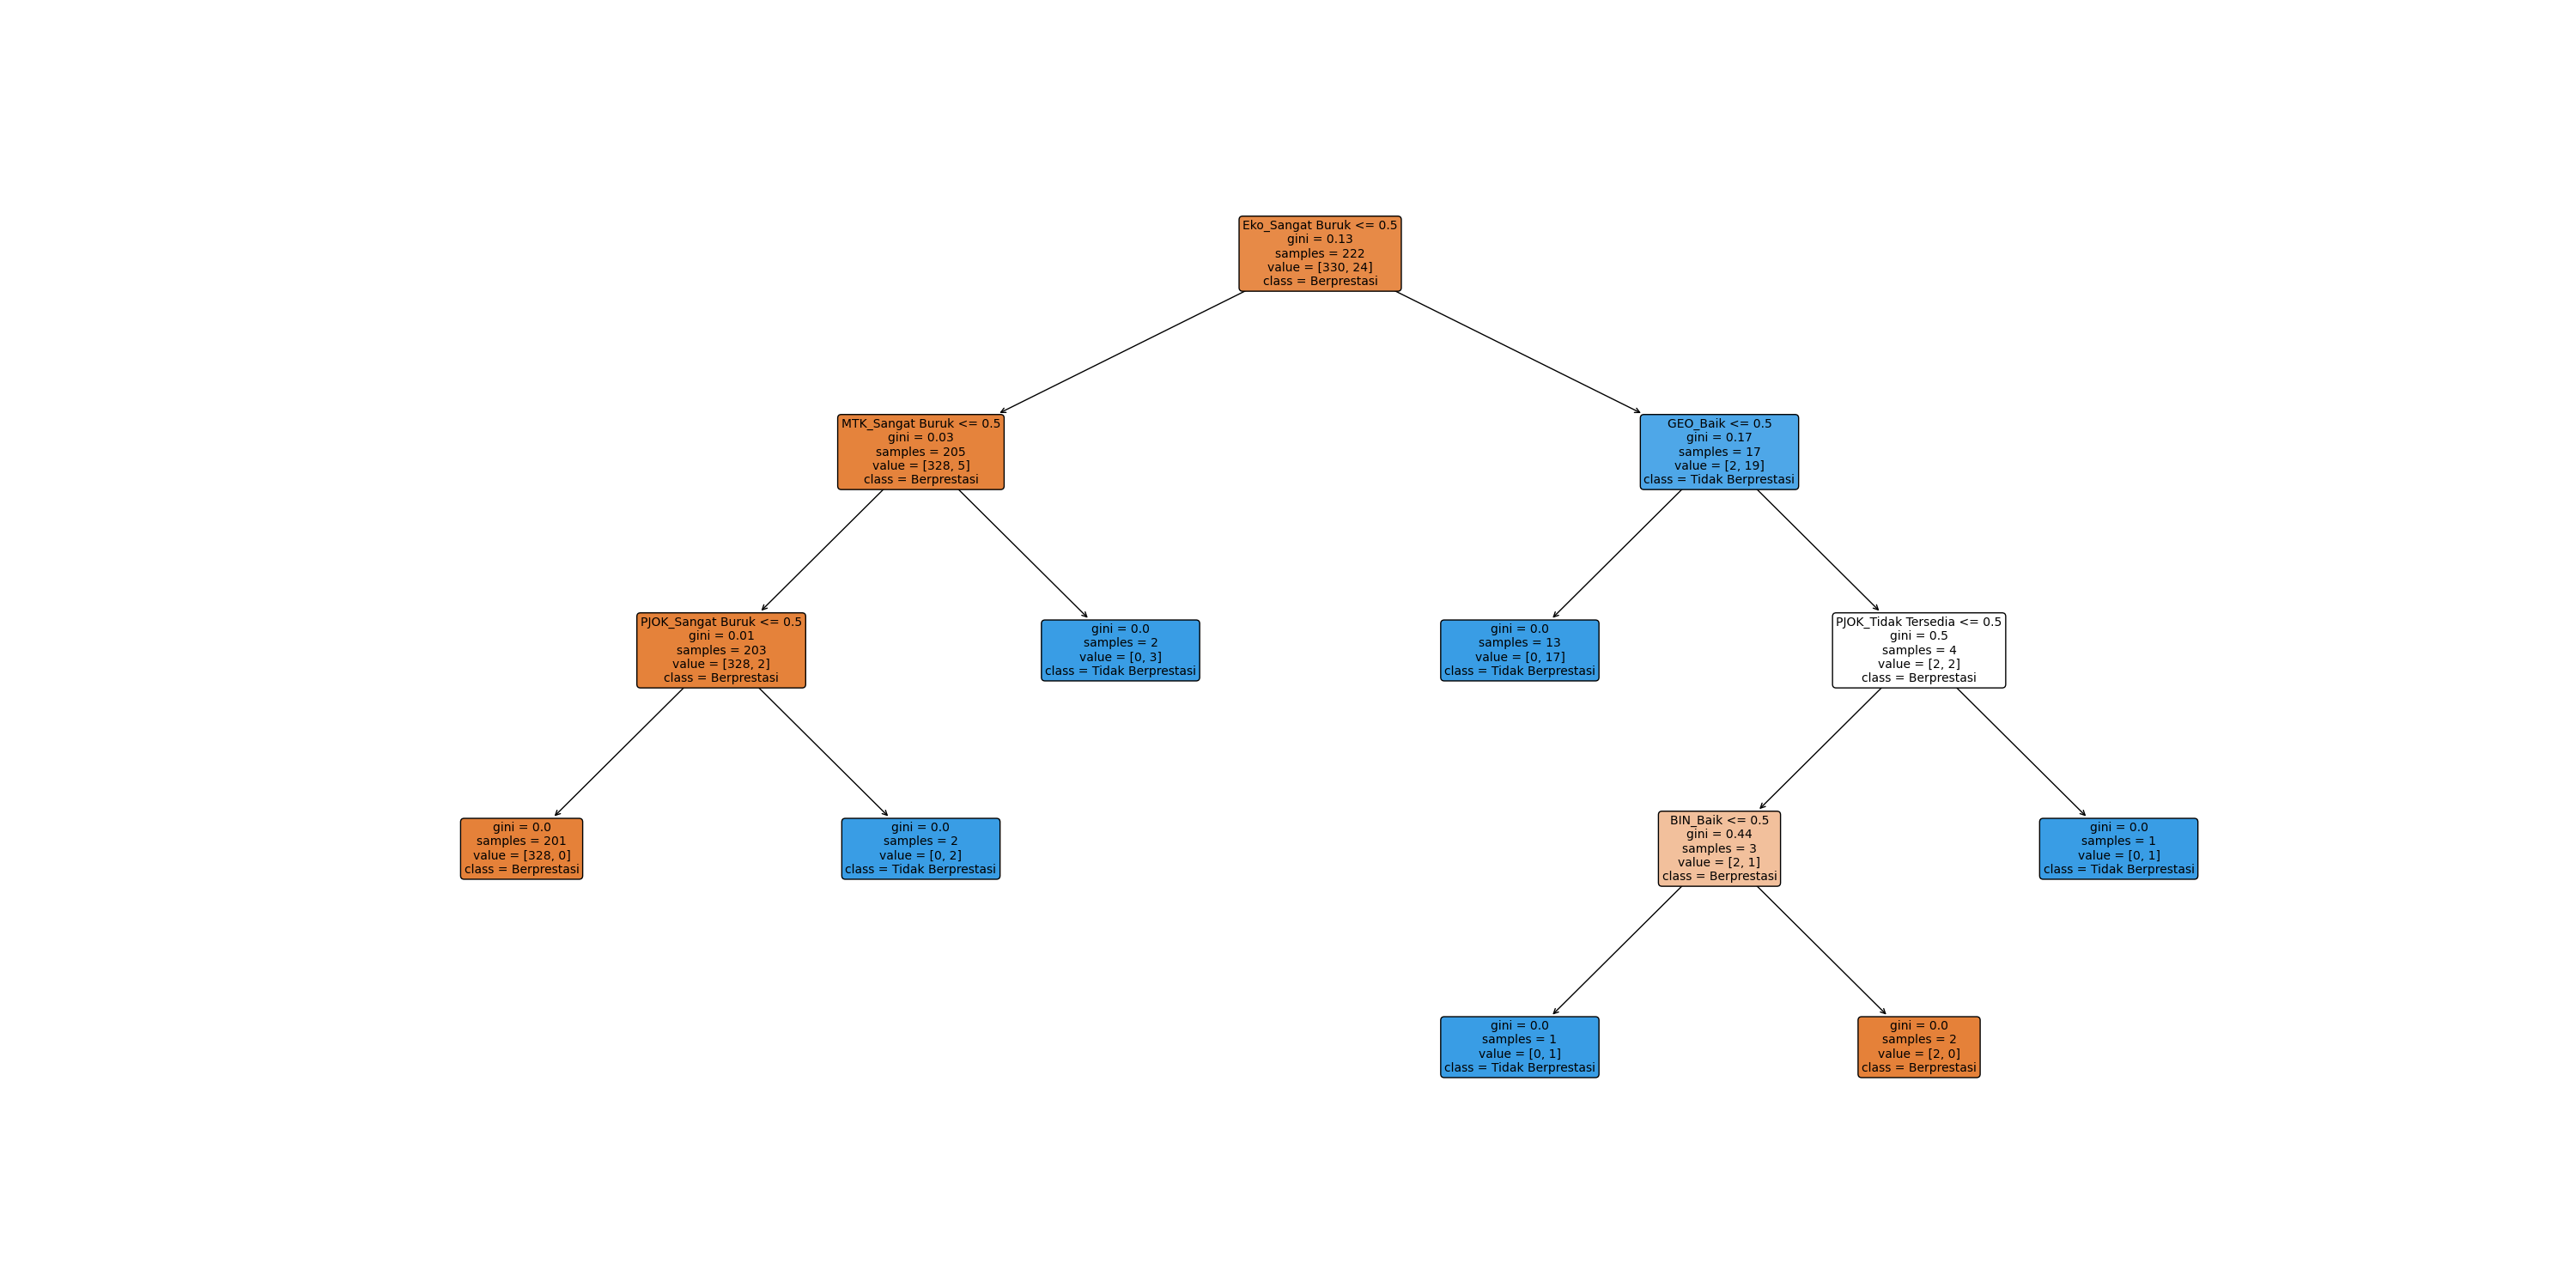 Eko_Sangat Buruk <= 0.5
gini = 0.13
samples = 222
value = [330, 24]
class = Berprestasi
MTK_Sangat Buruk <= 0.5
gini = 0.03
samples = 205
value = [328, 5]
class = Berprestasi
GEO_Baik <= 0.5
gini = 0.17
samples = 17
value = [2, 19]
class = Tidak Berprestasi
PJOK_Sangat Buruk <= 0.5
gini = 0.01
samples = 203
value = [328, 2]
class = Berprestasi
gini = 0.0
samples = 2
value = [0, 3]
class = Tidak Berprestasi
gini = 0.0
samples = 13
value = [0, 17]
class = Tidak Berprestasi
PJOK_Tidak Tersedia <= 0.5
gini = 0.5
samples = 4
value = [2, 2]
class = Berprestasi
gini = 0.0
samples = 201
value = [328, 0]
class = Berprestasi
gini = 0.0
samples = 2
value = [0, 2]
class = Tidak Berprestasi
BIN_Baik <= 0.5
gini = 0.44
samples = 3
value = [2, 1]
class = Berprestasi
gini = 0.0
samples = 1
value = [0, 1]
class = Tidak Berprestasi
gini = 0.0
samples = 1
value = [0, 1]
class = Tidak Berprestasi
gini = 0.0
samples = 2
value = [2, 0]
class = Berprestasi